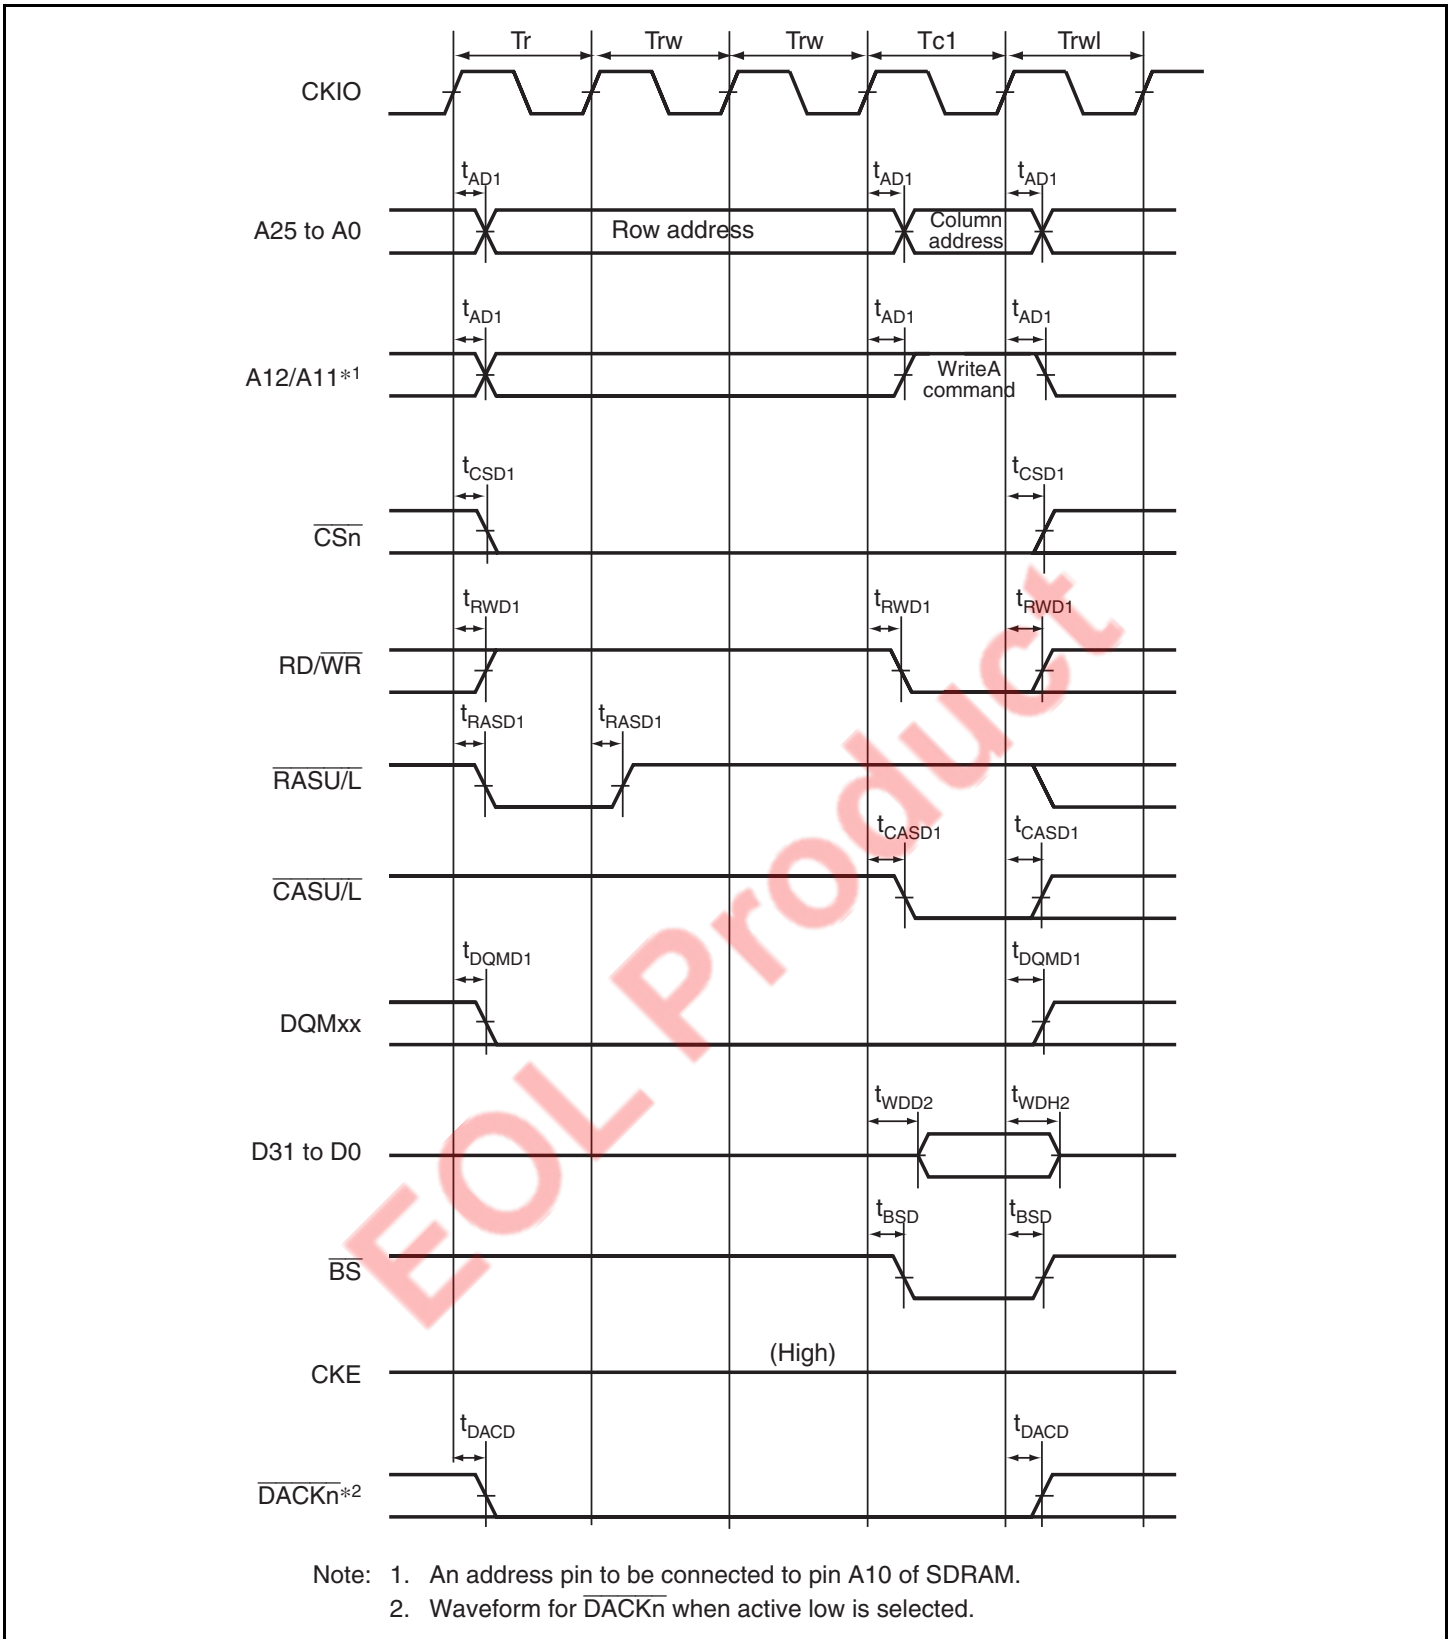 Tr Trw Trw Tc1 Trwl
CKIO
tAD1 tAD1 tAD1
A25 to A0 Row address Column address
tAD1 tAD1 tAD1
A12/A11*1 WriteA command
tCSD1 tCSD1
CSn
tRWD1 tRWD1 tRWD1
RD/WR
tRASD1 tRASD1
RASU/L
tCASD1 tCASD1
CASU/L
tDQMD1 tDQMD1
DQMxx
tWDD2 tWDH2
D31 to D0
tBSD tBSD
BS
(High)
CKE
tDACD tDACD
DACKn*2
Note: 1. An address pin to be connected to pin A10 of SDRAM.
2. Waveform for DACKn when active low is selected.
EOL Product